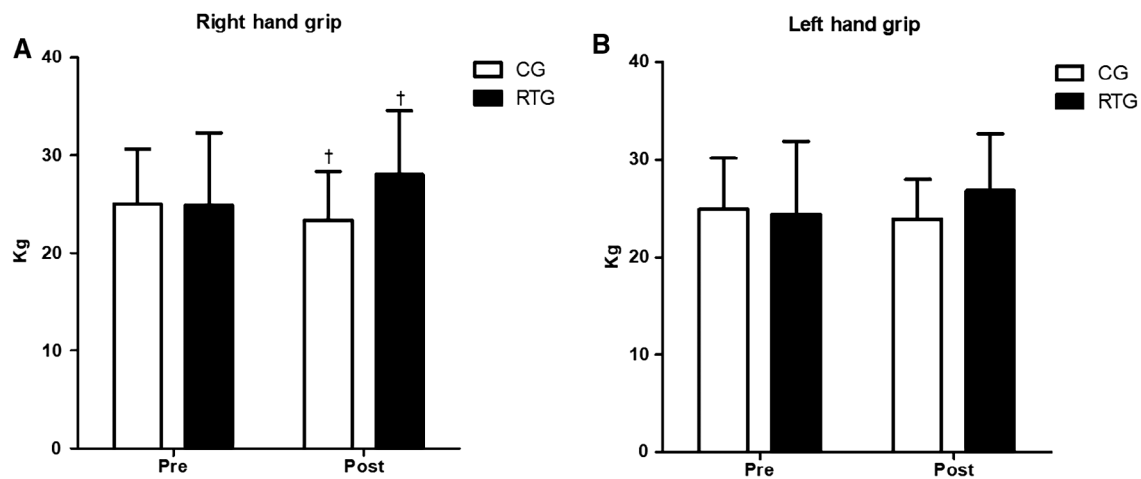 Right hand grip
A
40
30
20
10
0
Kg
CG
RTG
†
†
Pre
Post
Left hand grip
B
40
30
20
10
0
Kg
CG
RTG
Pre
Post